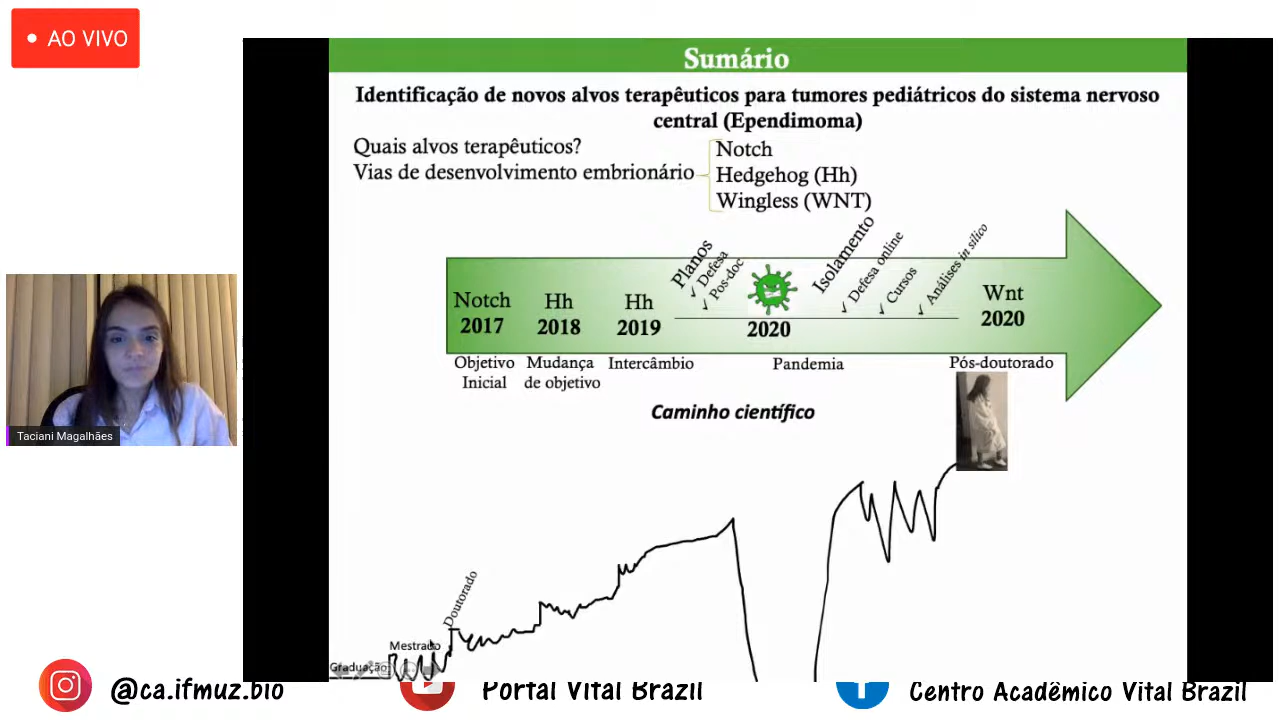 AO VIVO
Sumário
Identificação de novos alvos terapêuticos para tumores pediátricos do sistema nervoso
central (Ependimoma)
Quais alvos terapêuticos?
Vias de desenvolvimento embrionário
Notch
Hedgehog (Hh)
Wingless (WNT)
Notch
2017
Hh
2018
Hh
2019
Planos
✓ Defesa
✓ Pos-doc
2020
Isolamento
✓ Defesa online
✓ Cursos
✓ Análises in silico
Wnt
2020
Objetivo
Inicial
Mudança
de objetivo
Intercâmbio
Pandemia
Pós-doutorado
Caminho científico
Taciani Magalhães
Doutorado
Mestrado
Graduação
@ca.ifmuz.bio
Portal Vital Brazil
Centro Acadêmico Vital Brazil